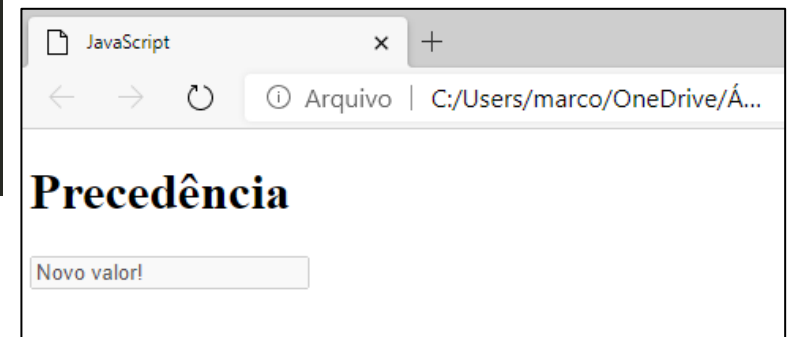 JavaScript
Arquivo | C:/Users/marco/OneDrive/Á...
Precedência
Novo valor!